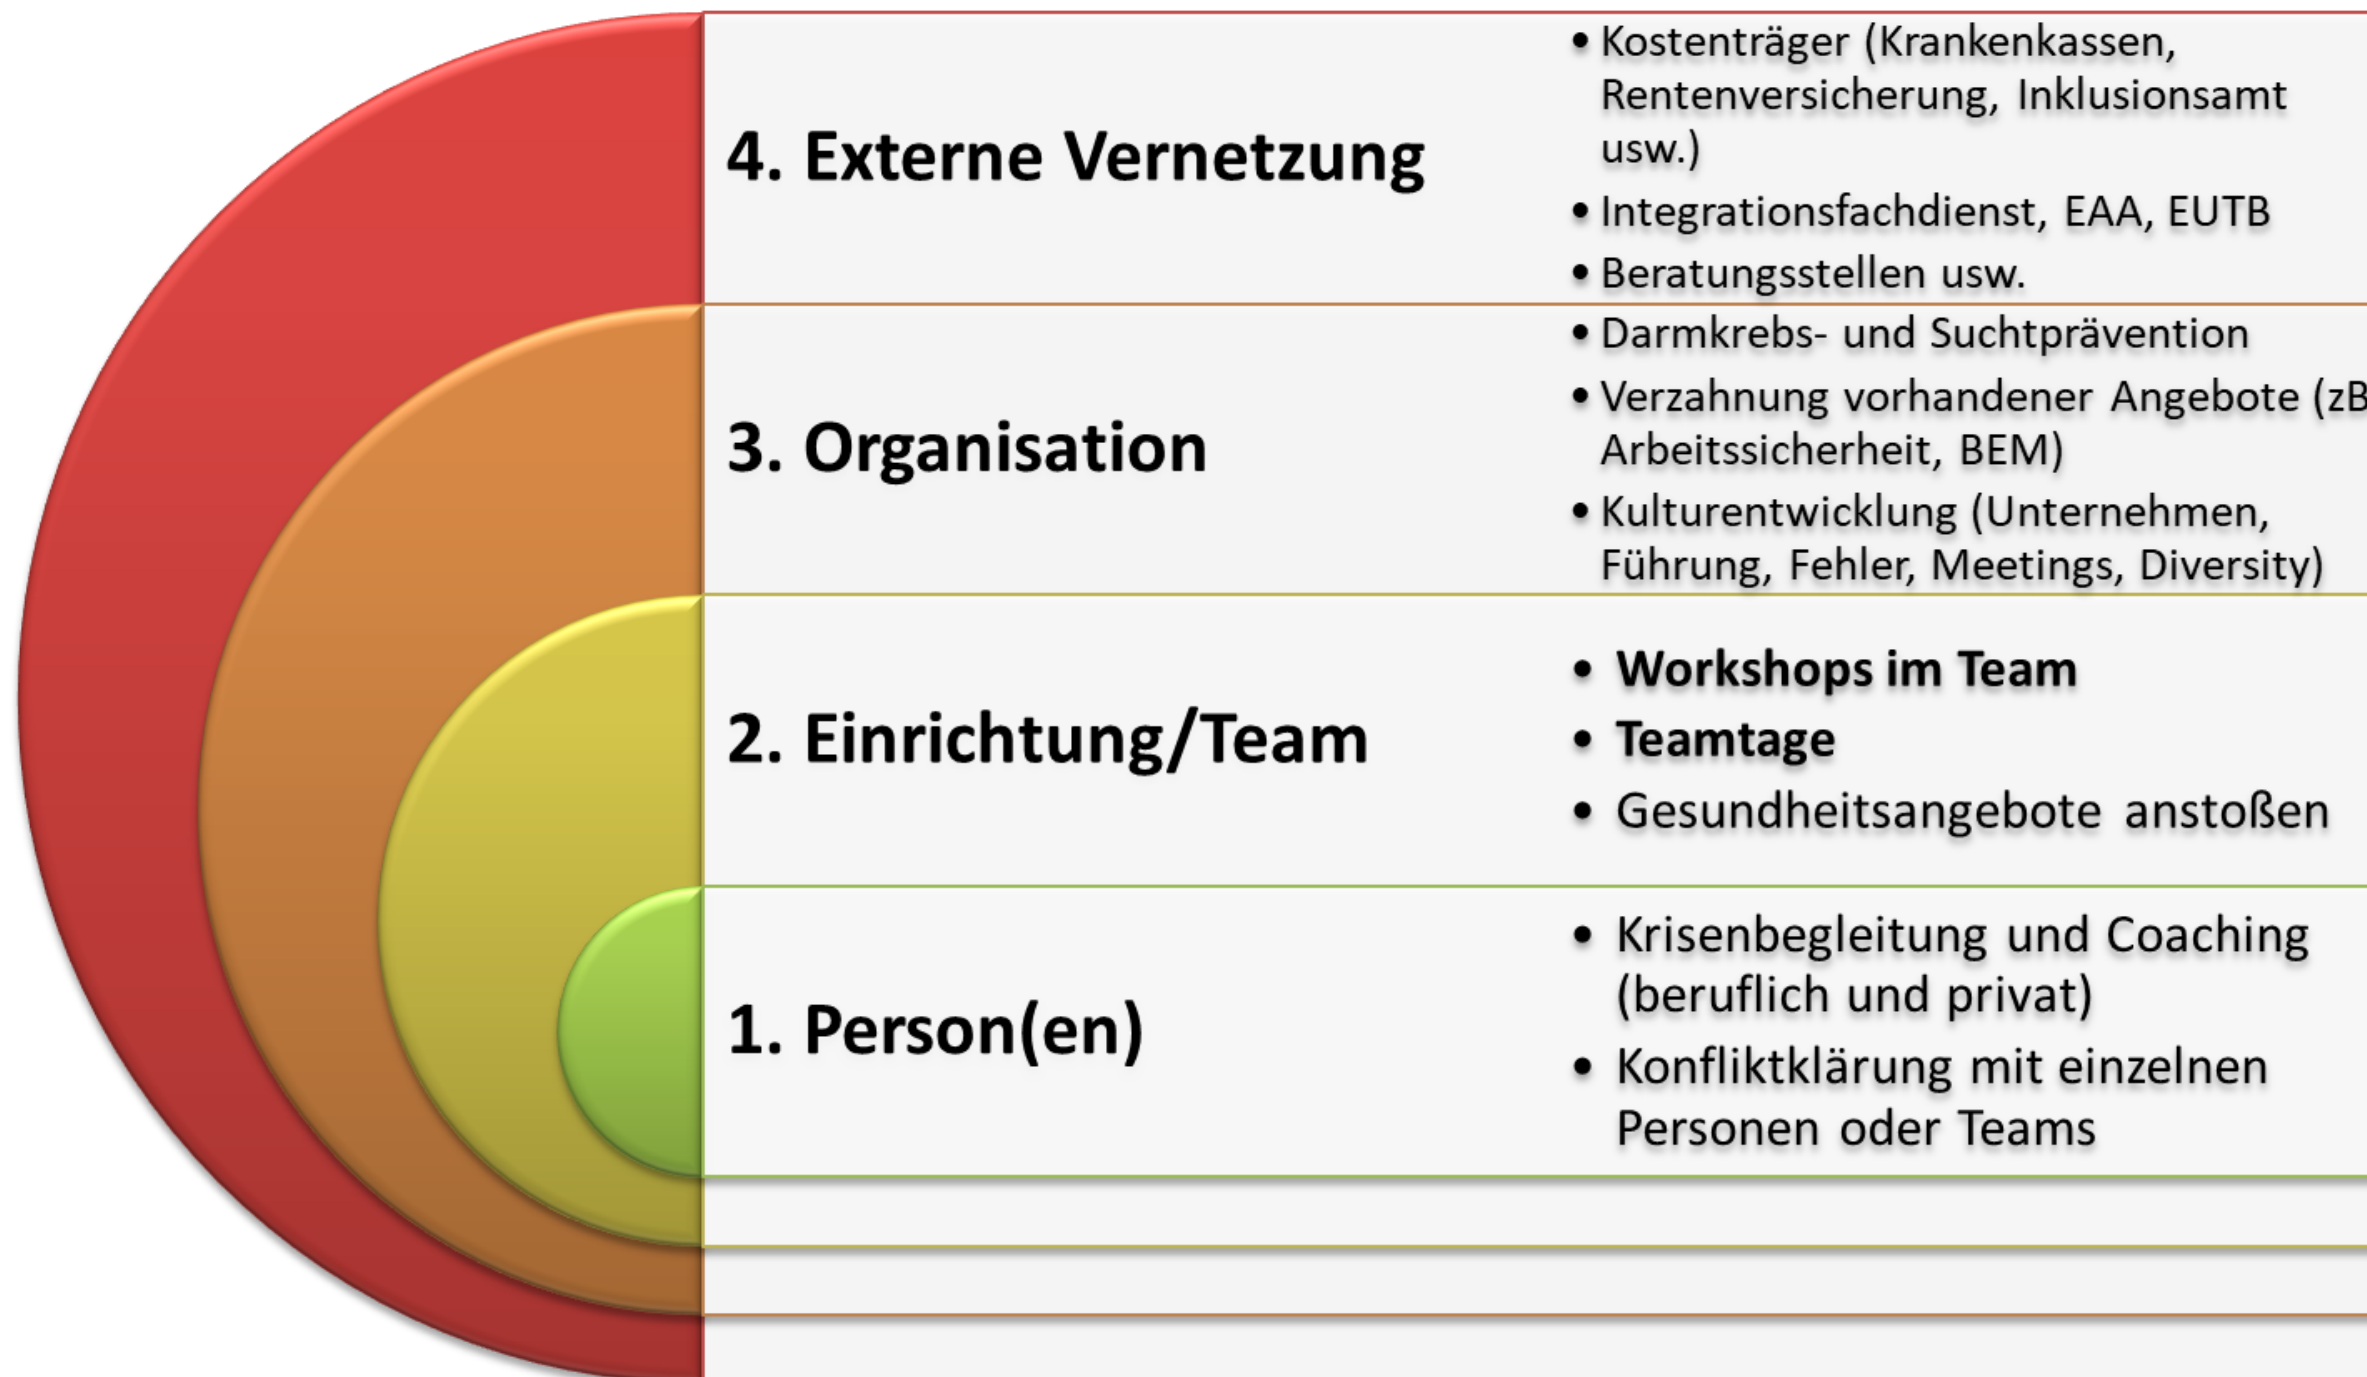 4. Externe Vernetzung
• Kostenträger (Krankenkassen,
Rentenversicherung, Inklusionsamt
usw.)
• Integrationsfachdienst, EAA, EUTB
• Beratungsstellen usw.
3. Organisation
• Darmkrebs- und Suchtprävention
• Verzahnung vorhandener Angebote (zB
Arbeitssicherheit, BEM)
• Kulturentwicklung (Unternehmen,
Führung, Fehler, Meetings, Diversity)
2. Einrichtung/Team
• Workshops im Team
• Teamtage
• Gesundheitsangebote anstoßen
1. Person(en)
• Krisenbegleitung und Coaching
(beruflich und privat)
• Konfliktklärung mit einzelnen
Personen oder Teams